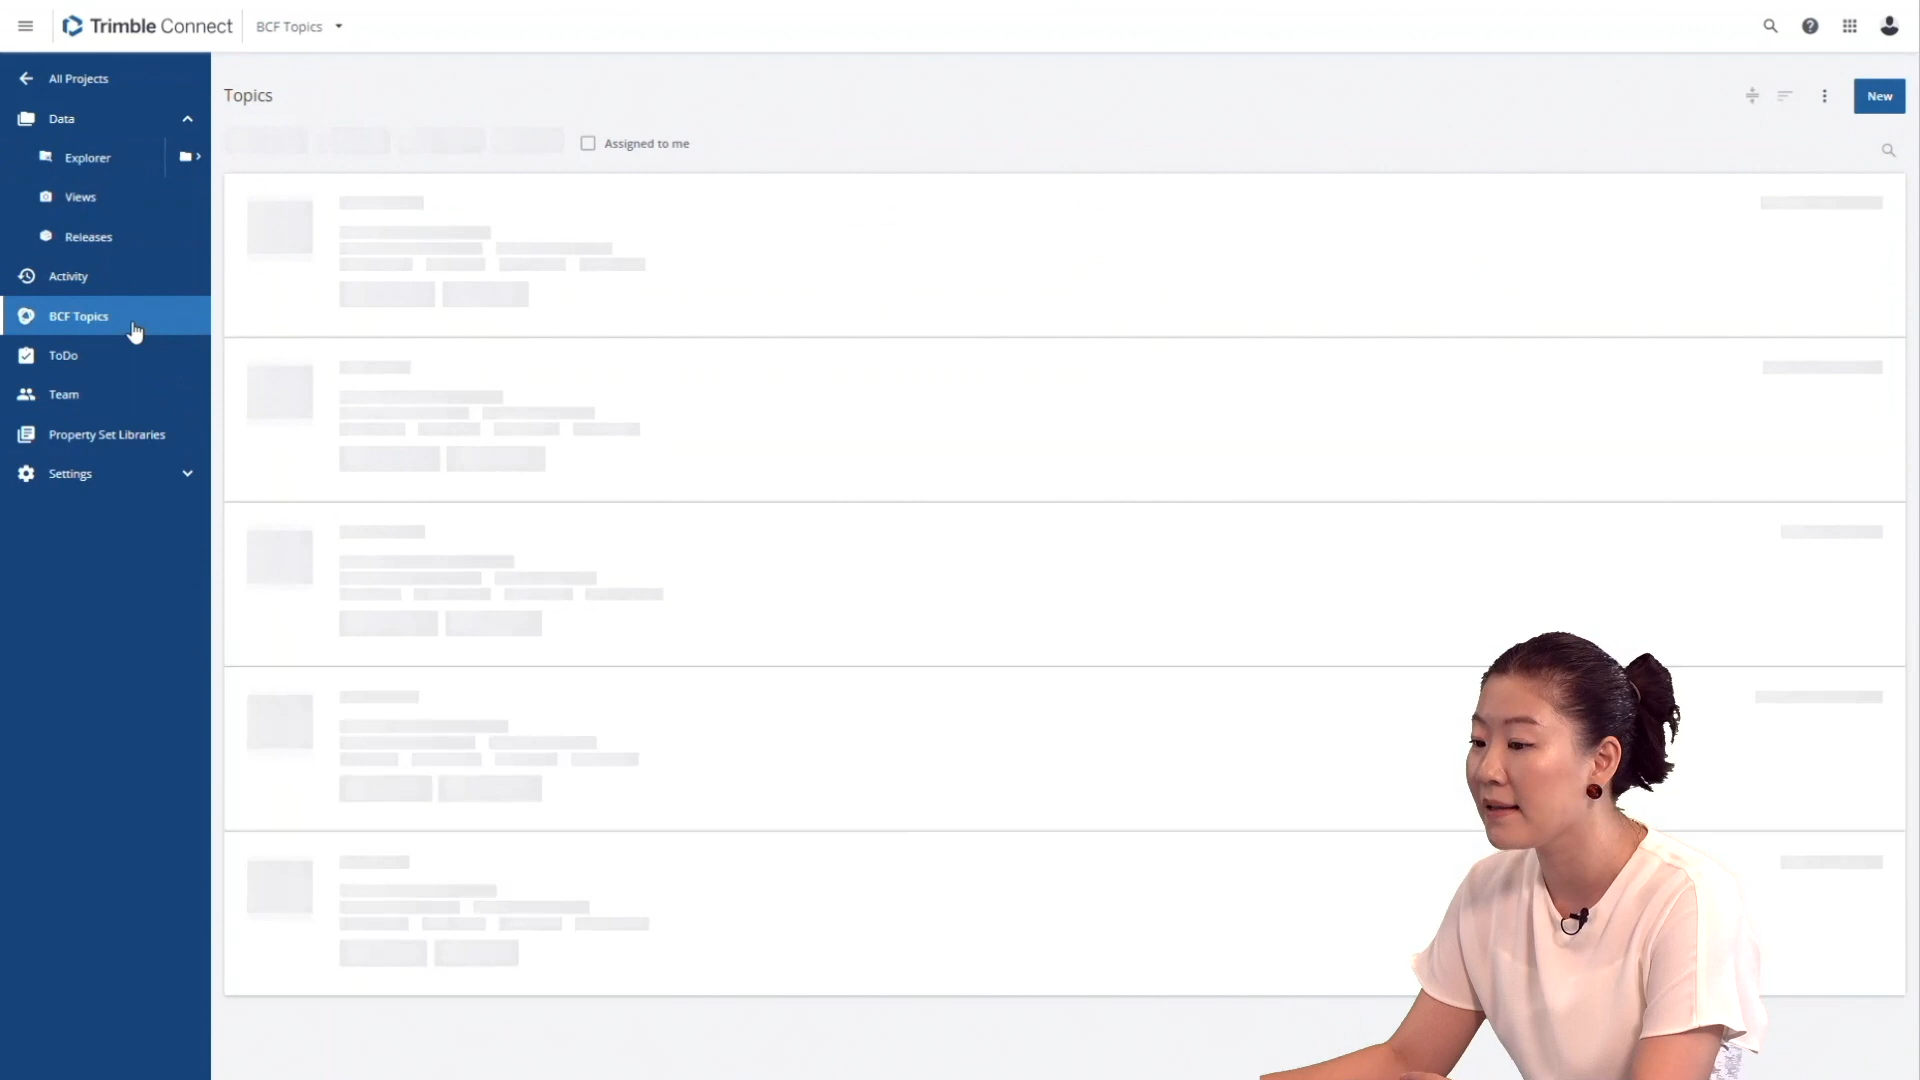 Trimble Connect
BCF Topics
All Projects
Data
Explorer
Views
Releases
Activity
BCF Topics
ToDo
Team
Property Set Libraries
Settings
Topics
New
Assigned to me